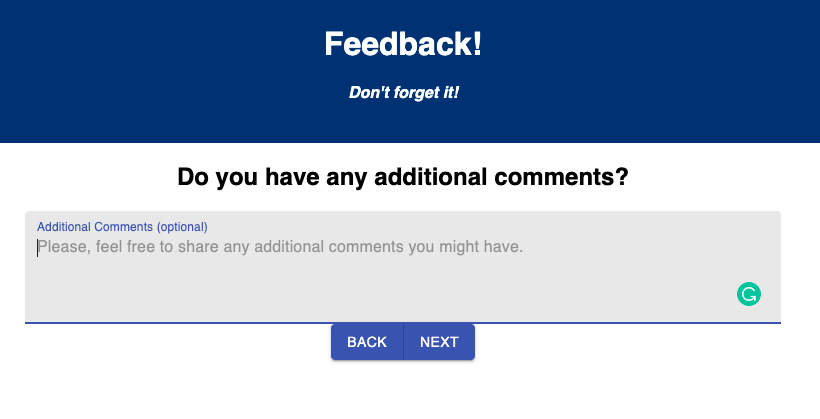 Feedback!
Don't forget it!
Do you have any additional comments?
Additional Comments (optional)
Please, feel free to share any additional comments you might have.
BACK NEXT